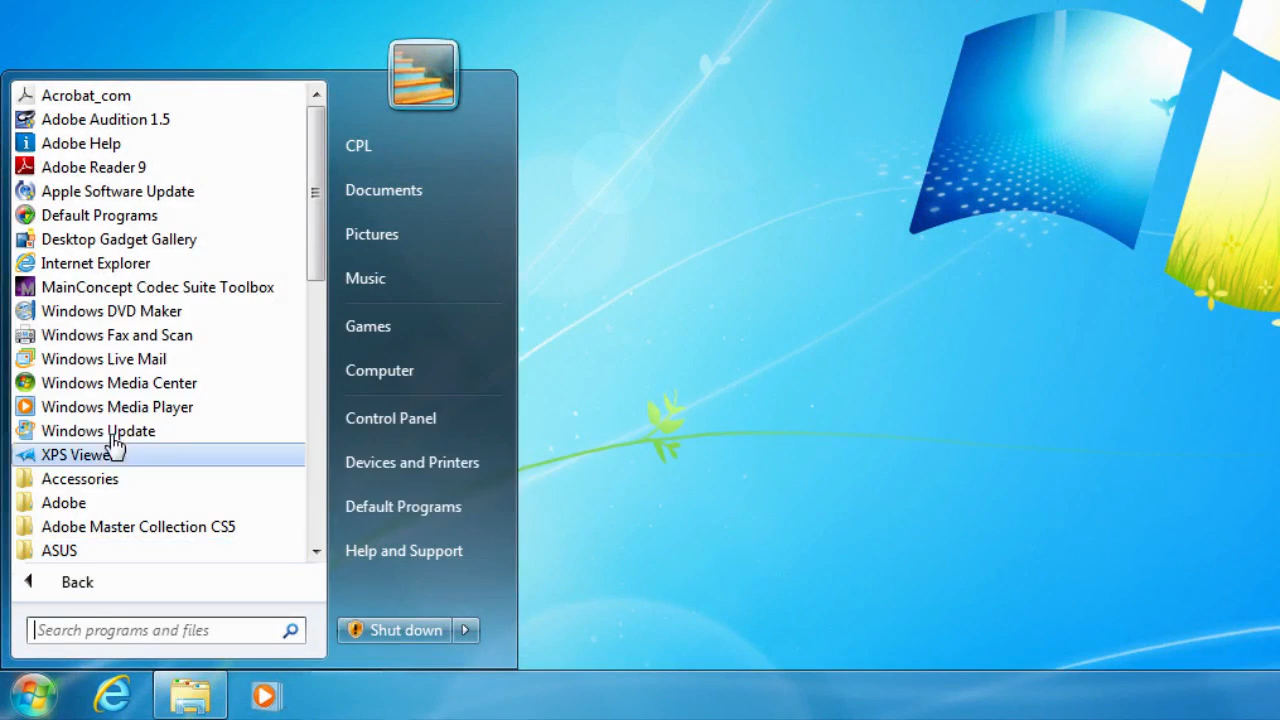 Acrobat_com
Adobe Audition 1.5
Adobe Help
Adobe Reader 9
Apple Software Update
Default Programs
Desktop Gadget Gallery
Internet Explorer
MainConcept Codec Suite Toolbox
Windows DVD Maker
Windows Fax and Scan
Windows Live Mail
Windows Media Center
Windows Media Player
Windows Update
XPS Viewe
Accessories
Adobe
Adobe Master Collection CS5
ASUS
Back
Search programs and files
CPL
Documents
Pictures
Music
Games
Computer
Control Panel
Devices and Printers
Default Programs
Help and Support
Shut down